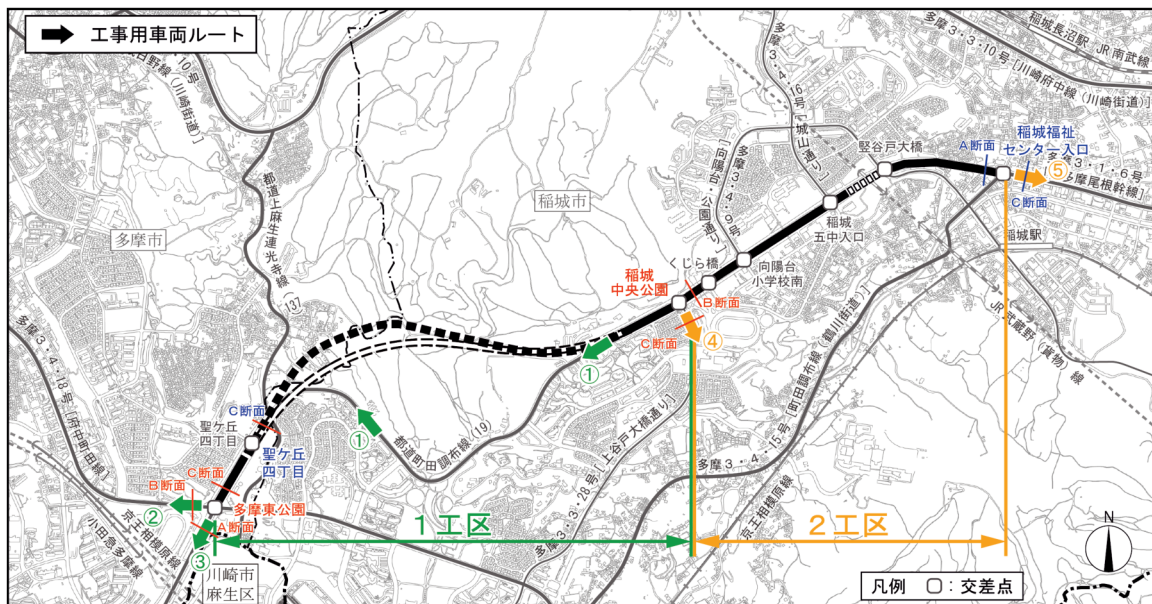 工事用車両ルート
10号
日野線(川崎街道)
多摩市
都道上麻生連光寺線
(137)
稲城市
多摩3・4・16号[城山通り]
多摩3・4・9号
[向陽台・公園通り]
稲城長沼駅 JR南武線
多摩3・3・10号[川崎府中線(川崎街道)]
竪谷戸大橋
A断面
稲城福祉
センター入口
多摩3・1・6号
⑤
C断面
稲城駅
稲城
五中入口
向陽台
小学校南
くじら橋
稲城
中央公園
B断面
C断面
④
①
①
都道町田調布線(19)
JR武蔵野(貨物)線
多摩3・4・15号[町田調布線(鶴川街道)]
多摩3・3・28号[上谷戸大橋通り]
京王相模原線
多摩3・4・18号[府中町田線]
C断面
聖ケ丘
四丁目
聖ケ丘
四丁目
C断面
B断面
多摩東公園
A断面
②
③
京王相模原線
小田急多摩線
川崎市
麻生区
1工区
2工区
N
凡例 :交差点